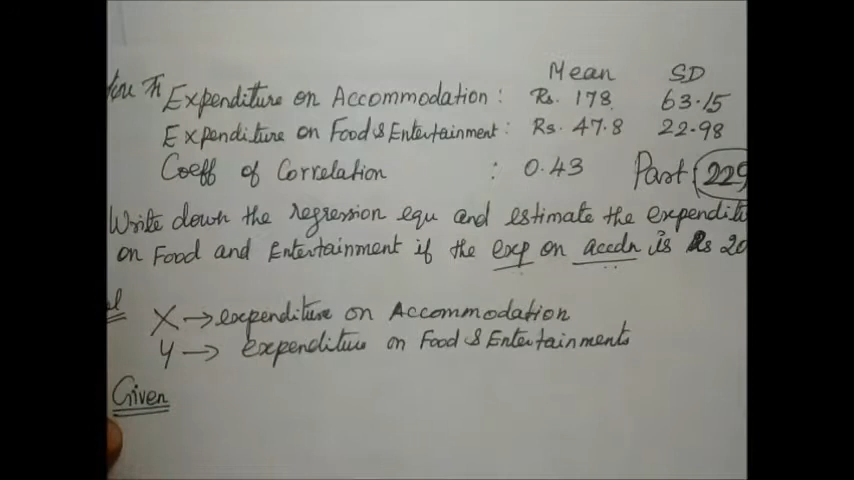 Mean SD
Expenditure on Accommodation : Rs. 178 63.15
Expenditure on Food & Entertainment : Rs. 47.8 22.98
Coeff of Correlation : 0.43 Part (229
Write down the regression equ and estimate the expenditu
on Food and Entertainment if the exp on accdn is Rs 20
X → expenditure on Accommodation
Y → expenditure on Food & Entertainments
Given